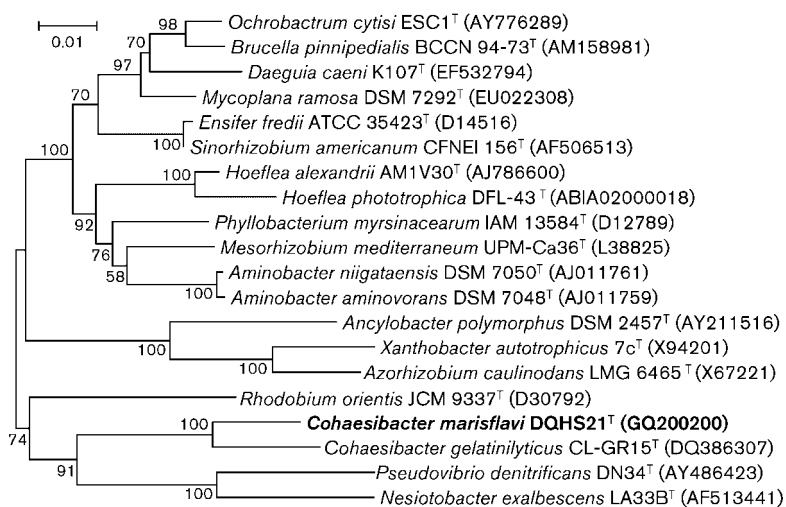 98 Ochrobactrum cytisi ESC1ᵀ (AY776289)
0.01 70 Brucella pinnipedialis BCCN 94-73ᵀ (AM158981)
97 Daeguia caeni K107ᵀ (EF532794)
70 Mycoplana ramosa DSM 7292ᵀ (EU022308)
Ensifer fredii ATCC 35423ᵀ (D14516)
100 100 Sinorhizobium americanum CFNEI 156ᵀ (AF506513)
100 Hoeflea alexandrii AM1V30ᵀ (AJ786600)
Hoeflea phototrophica DFL-43ᵀ (ABIA02000018)
92 Phyllobacterium myrsinacearum IAM 13584ᵀ (D12789)
76 Mesorhizobium mediterraneum UPM-Ca36ᵀ (L38825)
58 Aminobacter niigataensis DSM 7050ᵀ (AJ011761)
100 Aminobacter aminovorans DSM 7048ᵀ (AJ011759)
Ancylobacter polymorphus DSM 2457ᵀ (AY211516)
100 Xanthobacter autotrophicus 7cᵀ (X94201)
100 Azorhizobium caulinodans LMG 6465ᵀ (X67221)
Rhodobium orientis JCM 9337ᵀ (D30792)
100 Cohaesibacter marisflavi DQHS21ᵀ (GQ200200)
74 Cohaesibacter gelatinilyticus CL-GR15ᵀ (DQ386307)
91 Pseudovibrio denitrificans DN34ᵀ (AY486423)
100 Nesiotobacter exalbescens LA33Bᵀ (AF513441)